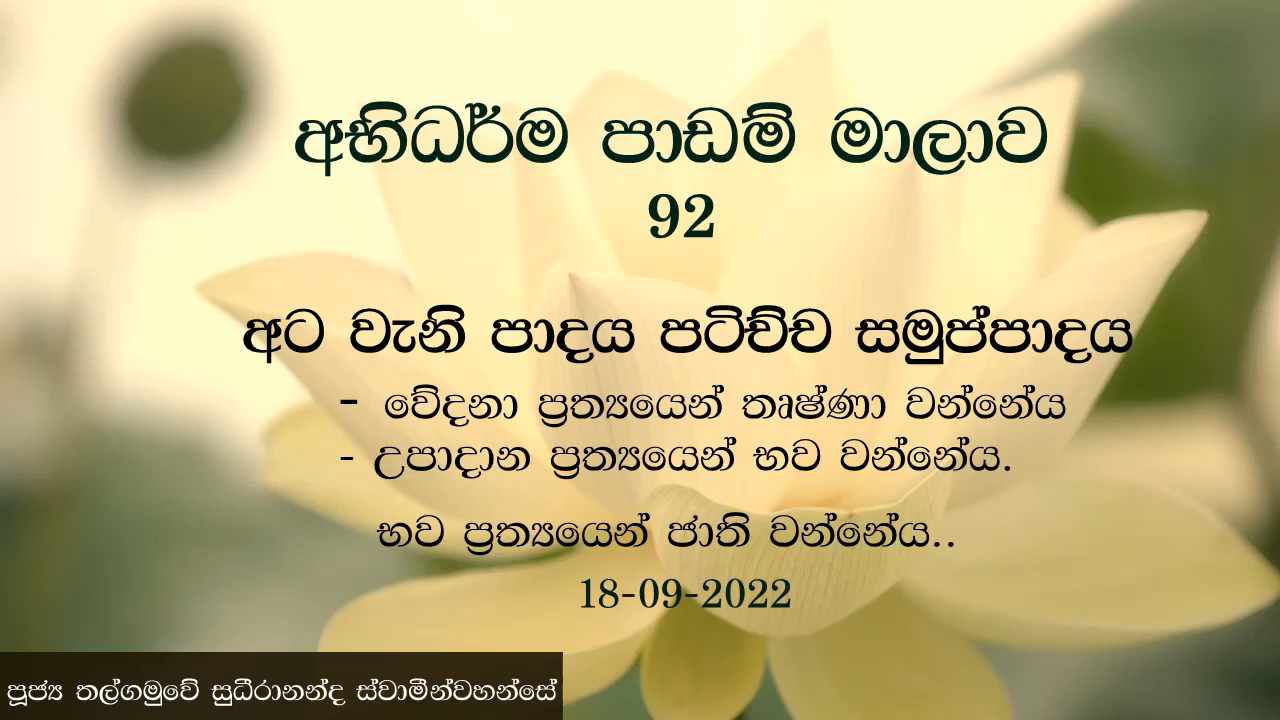 අභිධර්ම පාඩම් මාලාව
92
අට වැනි පාදය පටිච්ච සමුප්පාදය
- වේදනා ප්‍රත්‍යයෙන් තෘෂ්ණා වන්නේය
- උපාදාන ප්‍රත්‍යයෙන් භව වන්නේය.
භව ප්‍රත්‍යයෙන් ජාති වන්නේය..
18-09-2022
පූජ්‍ය තල්ගමුවේ සුධීරානන්ද ස්වාමීන්වහන්සේ